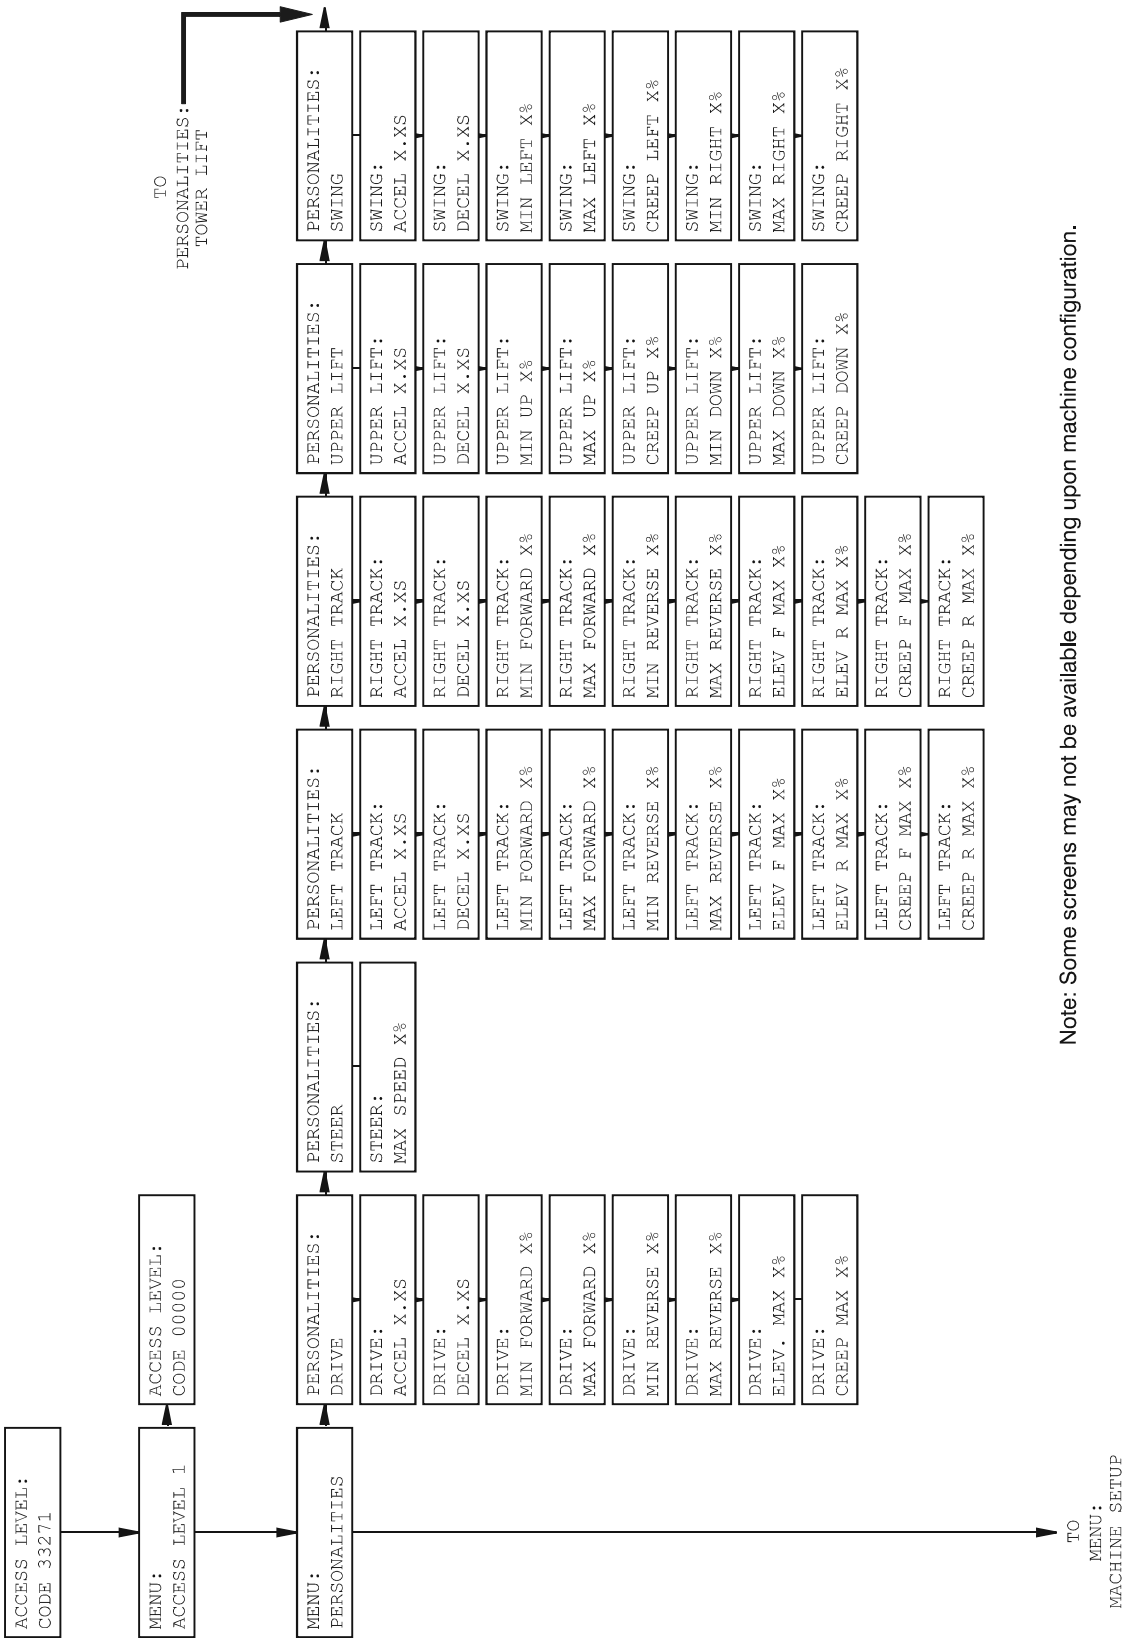 ACCESS LEVEL:
CODE 33271
MENU:
ACCESS LEVEL 1
ACCESS LEVEL:
CODE 00000
MENU:
PERSONALITIES
PERSONALITIES:
DRIVE
DRIVE:
ACCEL X.XS
DRIVE:
DECEL X.XS
DRIVE:
MIN FORWARD X%
DRIVE:
MAX FORWARD X%
DRIVE:
MIN REVERSE X%
DRIVE:
MAX REVERSE X%
DRIVE:
ELEV. MAX X%
DRIVE:
CREEP MAX X%
PERSONALITIES:
STEER
STEER:
MAX SPEED X%
PERSONALITIES:
LEFT TRACK
LEFT TRACK:
ACCEL X.XS
LEFT TRACK:
DECEL X.XS
LEFT TRACK:
MIN FORWARD X%
LEFT TRACK:
MAX FORWARD X%
LEFT TRACK:
MIN REVERSE X%
LEFT TRACK:
MAX REVERSE X%
LEFT TRACK:
ELEV F MAX X%
LEFT TRACK:
ELEV R MAX X%
LEFT TRACK:
CREEP F MAX X%
LEFT TRACK:
CREEP R MAX X%
PERSONALITIES:
RIGHT TRACK
RIGHT TRACK:
ACCEL X.XS
RIGHT TRACK:
DECEL X.XS
RIGHT TRACK:
MIN FORWARD X%
RIGHT TRACK:
MAX FORWARD X%
RIGHT TRACK:
MIN REVERSE X%
RIGHT TRACK:
MAX REVERSE X%
RIGHT TRACK:
ELEV F MAX X%
RIGHT TRACK:
ELEV R MAX X%
RIGHT TRACK:
CREEP F MAX X%
RIGHT TRACK:
CREEP R MAX X%
PERSONALITIES:
UPPER LIFT
UPPER LIFT:
ACCEL X.XS
UPPER LIFT:
DECEL X.XS
UPPER LIFT:
MIN UP X%
UPPER LIFT:
MAX UP X%
UPPER LIFT:
CREEP UP X%
UPPER LIFT:
MIN DOWN X%
UPPER LIFT:
MAX DOWN X%
UPPER LIFT:
CREEP DOWN X%
PERSONALITIES:
SWING
SWING:
ACCEL X.XS
SWING:
DECEL X.XS
SWING:
MIN LEFT X%
SWING:
MAX LEFT X%
SWING:
CREEP LEFT X%
SWING:
MIN RIGHT X%
SWING:
MAX RIGHT X%
SWING:
CREEP RIGHT X%
TO
PERSONALITIES:
TOWER LIFT
TO
MENU:
MACHINE SETUP
Note: Some screens may not be available depending upon machine configuration.